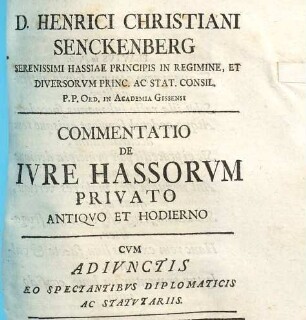 D. HENRICI CHRISTIANI
SENCKENBERG
SERENISSIMI HASSIAE PRINCIPIS IN REGIMINE, ET
DIVERSORVM PRINC. AC STAT. CONSIL.
P. P. ORD. IN ACADEMIA GISSENSI
COMMENTATIO
DE
IVRE HASSORVM
PRIVATO
ANTIQVO ET HODIERNO
CVM
ADIVNCTIS
EO SPECTANTIBVS DIPLOMATICIS
AC STATVTARIIS.